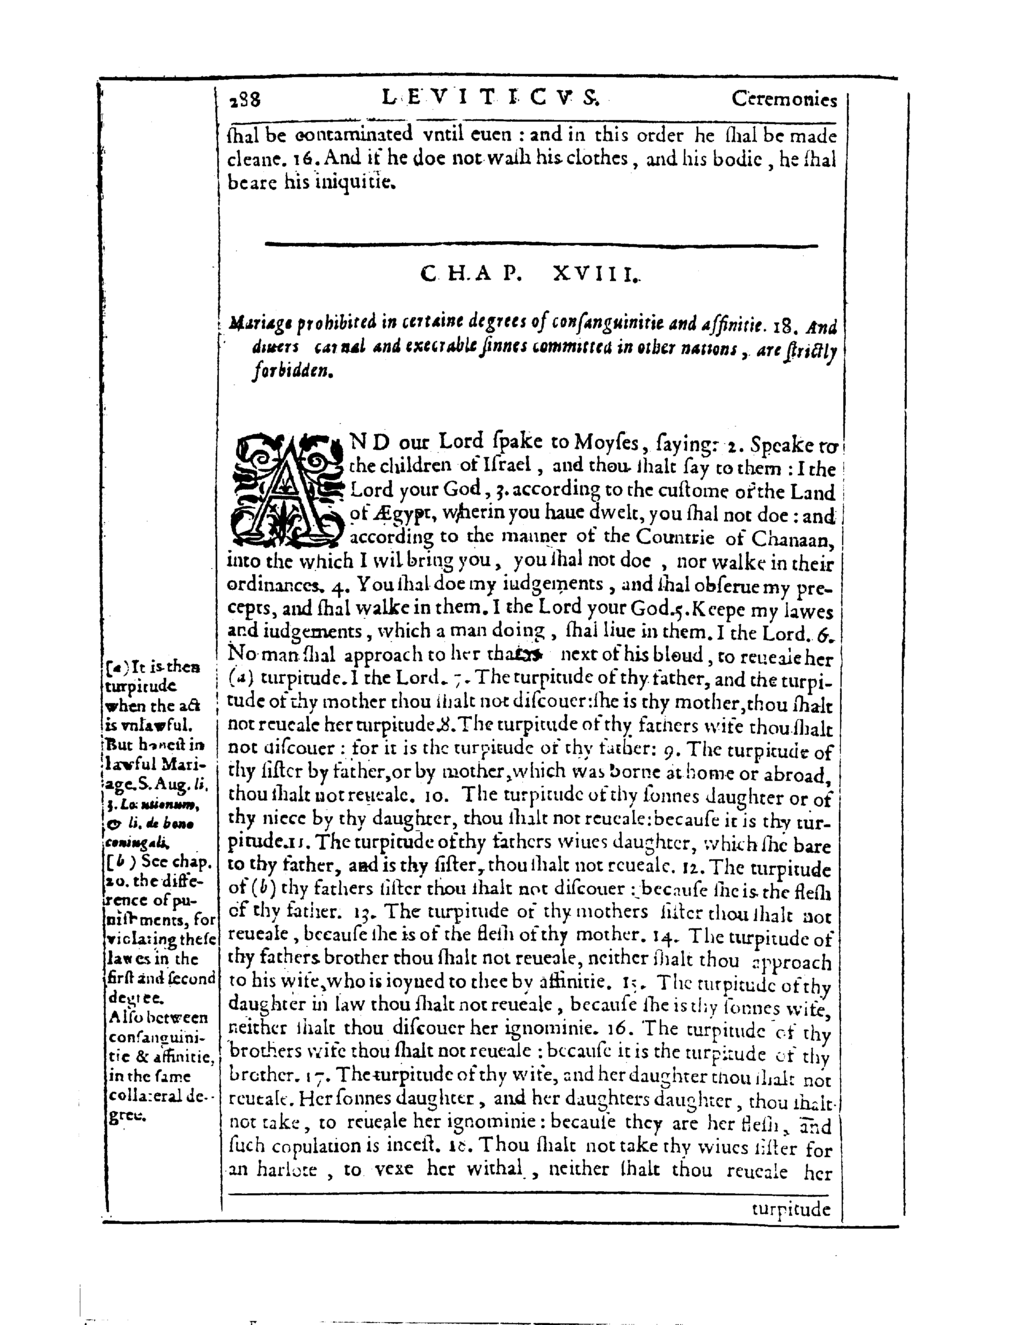 288 LEVITICVS. Ceremonies
ſhal be contaminated vntil euen : and in this order he ſhal be made
cleane. 16. And if he doe not waſh his clothes , and his bodie , he ſhal
beare his iniquitie.
CHAP. XVIII.
Mariage prohibited in certaine degrees of conſanguinitie and affinitie. 18. And
diuers carnal and execrable ſinnes committed in other nations , are ſtrictly
forbidden.
AND our Lord ſpake to Moyſes, ſaying: 2. Speake to
the children of Iſrael , and thou ſhalt ſay to them : I the
Lord your God , 3. according to the cuſtome of the Land
of Ægypt, wherin you haue dwelt, you ſhal not doe : and
according to the manner of the Countrie of Chanaan,
into the which I wil bring you , you ſhal not doe , nor walke in their
ordinances. 4. You ſhal doe my iudgements , and ſhal obſerue my pre-
cepts, and ſhal walke in them. I the Lord your God. 5. Keepe my lawes
and iudgements , which a man doing , ſhal liue in them. I the Lord. 6.
No man ſhal approach to her that is next of his bloud , to reueale her
(a) turpitude. I the Lord. 7. The turpitude of thy father, and the turpi-
tude of thy mother thou ſhalt not diſcouer: ſhe is thy mother, thou ſhalt
not reueale her turpitude. 8. The turpitude of thy fathers wife thou ſhalt
not diſcouer : for it is the turpitude of thy father: 9. The turpitude of
thy ſiſter by father, or by mother, which was borne at home or abroad,
thou ſhalt not reueale. 10. The turpitude of thy ſonnes daughter or of
thy niece by thy daughter, thou ſhalt not reueale: becauſe it is thy tur-
pitude. 11. The turpitude of thy fathers wiues daughter, which ſhe bare
to thy father, and is thy ſiſter, thou ſhalt not reueale. 12. The turpitude
of (b) thy fathers ſiſter thou ſhalt not diſcouer : becauſe ſhe is the fleſh
of thy father. 13. The turpitude of thy mothers ſiſter thou ſhalt not
reueale , becauſe ſhe is of the fleſh of thy mother. 14. The turpitude of
thy fathers brother thou ſhalt not reueale, neither ſhalt thou approach
to his wife, who is ioyned to thee by affinitie. 15. The turpitude of thy
daughter in law thou ſhalt not reueale , becauſe ſhe is thy ſonnes wife,
neither ſhalt thou diſcouer her ignominie. 16. The turpitude of thy
brothers wife thou ſhalt not reueale : becauſe it is the turpitude of thy
brother. 17. The turpitude of thy wife, and her daughter thou ſhalt not
reueale. Her ſonnes daughter , and her daughters daughter , thou ſhalt
not take , to reueale her ignominie : becauſe they are her fleſh , and
ſuch copulation is inceſt. 18. Thou ſhalt not take thy wiues ſiſter for
an harlote , to vexe her withal , neither ſhalt thou reueale her
turpitude
(a) It is then
turpitude
when the act
is vnlawful.
But honeſt in
lawful Mari-
age. S. Aug. li.
3. Locutionum,
& li. de bono
coniugali.
(b) See chap.
20. the diffe-
rence of pu-
niſhments, for
violating theſe
lawes in the
firſt and ſecond
degree.
Alſo between
conſanguini-
tie & affinitie,
in the ſame
collateral de-
gree.